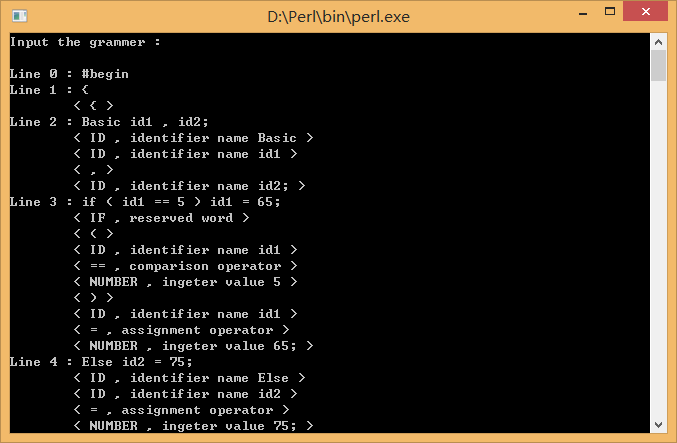 D:\Perl\bin\perl.exe
Input the grammer :
Line 0 : #begin
Line 1 : {
< { >
Line 2 : Basic id1 , id2;
< ID , identifier name Basic >
< ID , identifier name id1 >
< , >
< ID , identifier name id2; >
Line 3 : if ( id1 == 5 ) id1 = 65;
< IF , reserved word >
< ( >
< ID , identifier name id1 >
< == , comparison operator >
< NUMBER , ingeter value 5 >
< ) >
< ID , identifier name id1 >
< = , assignment operator >
< NUMBER , ingeter value 65; >
Line 4 : Else id2 = 75;
< ID , identifier name Else >
< ID , identifier name id2 >
< = , assignment operator >
< NUMBER , ingeter value 75; >